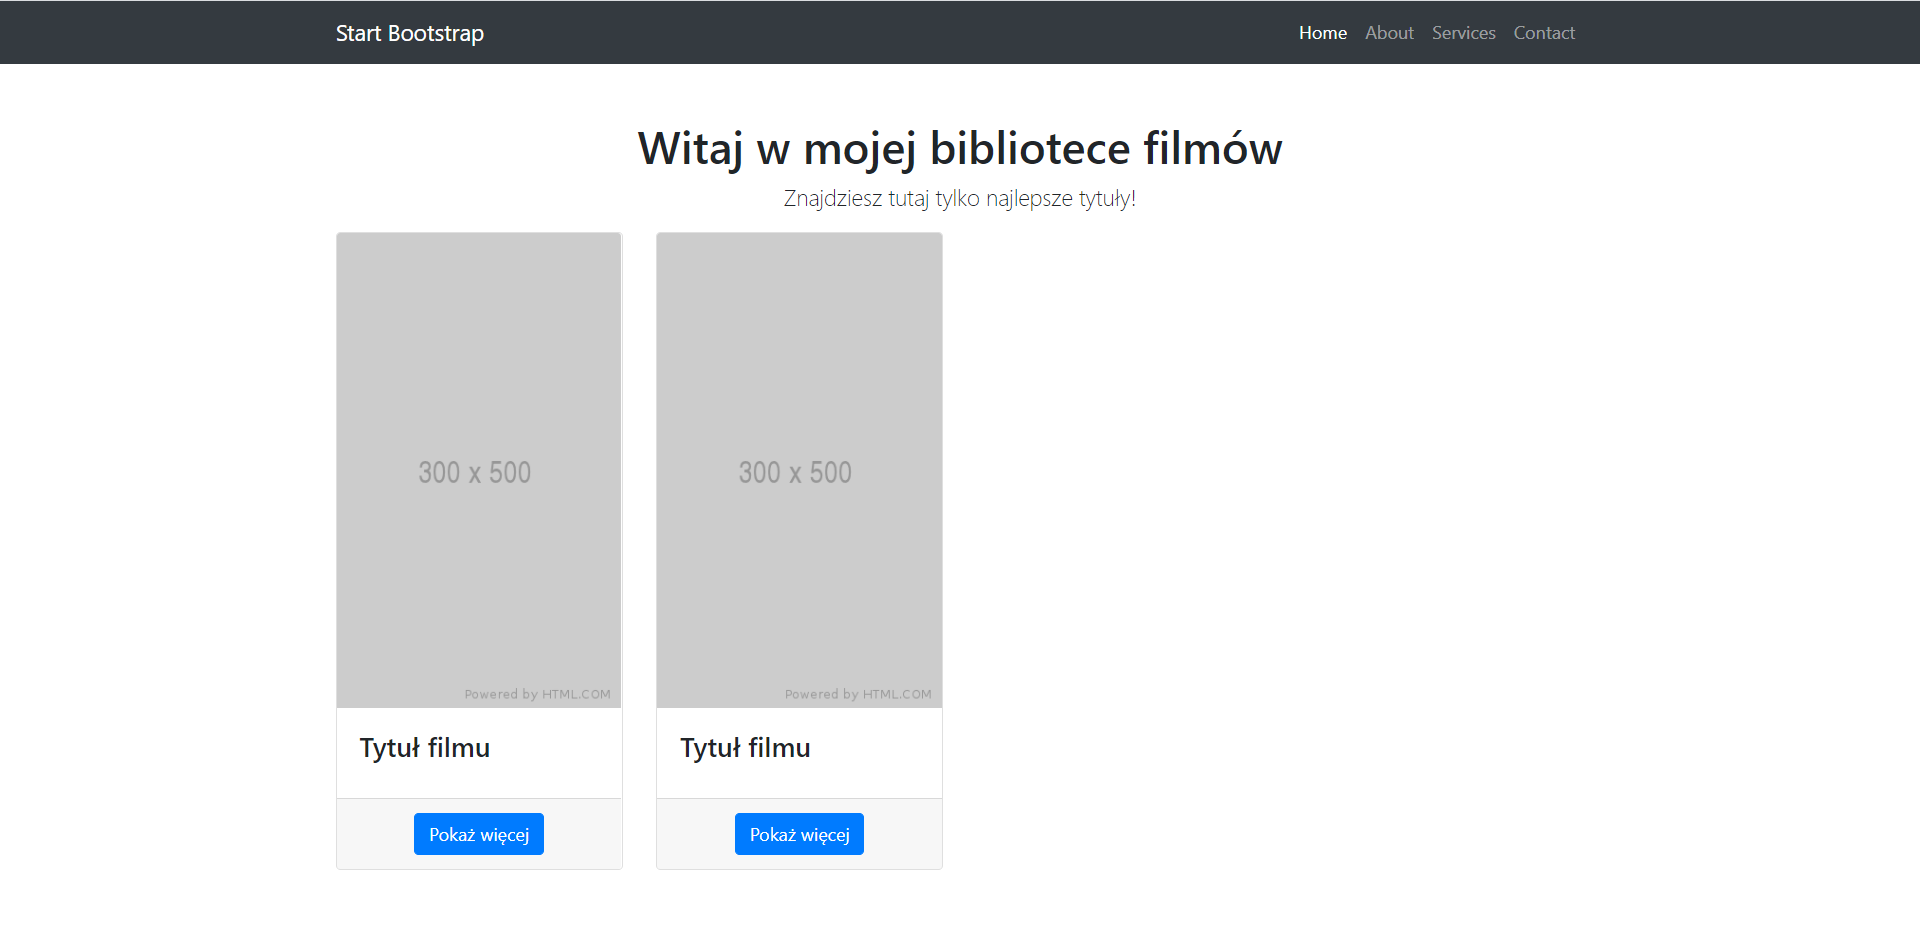 Start Bootstrap
Home About Services Contact
Witaj w mojej bibliotece filmów
Znajdziesz tutaj tylko najlepsze tytuły!
300 x 500
Powered by HTML.COM
Tytuł filmu
Pokaż więcej
300 x 500
Powered by HTML.COM
Tytuł filmu
Pokaż więcej